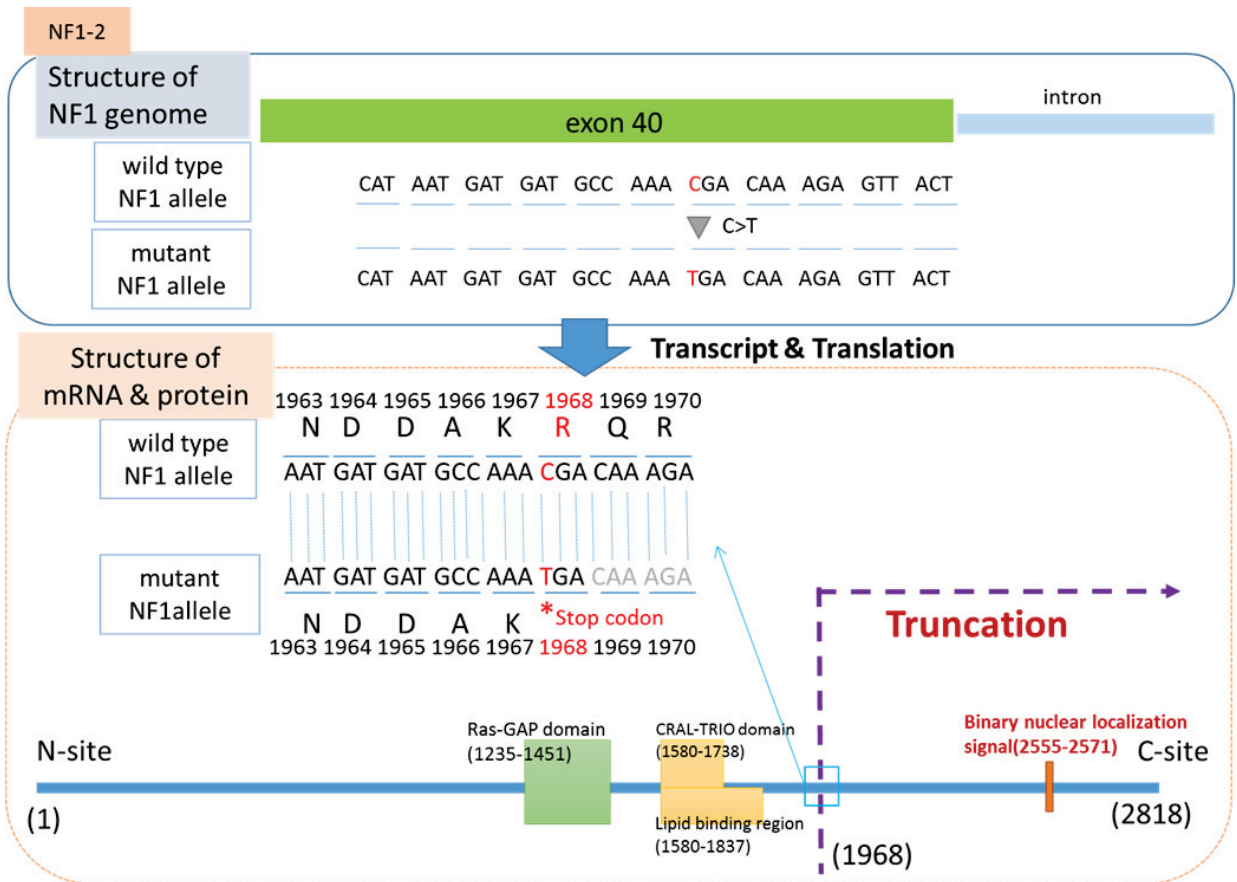 NF1-2
Structure of
NF1 genome
exon 40
intron
wild type
NF1 allele
CAT AAT GAT GAT GCC AAA CGA CAA AGA GTT ACT
C>T
mutant
NF1 allele
CAT AAT GAT GAT GCC AAA TGA CAA AGA GTT ACT
Transcript & Translation
Structure of
mRNA & protein
1963 1964 1965 1966 1967 1968 1969 1970
N D D A K R Q R
wild type
NF1 allele
AAT GAT GAT GCC AAA CGA CAA AGA
mutant
NF1allele
AAT GAT GAT GCC AAA TGA CAA AGA
N D D A K *Stop codon
1963 1964 1965 1966 1967 1968 1969 1970
Truncation
Ras-GAP domain
(1235-1451)
CRAL-TRIO domain
(1580-1738)
Binary nuclear localization
signal(2555-2571)
N-site
C-site
(1)
Lipid binding region
(1580-1837)
(1968)
(2818)